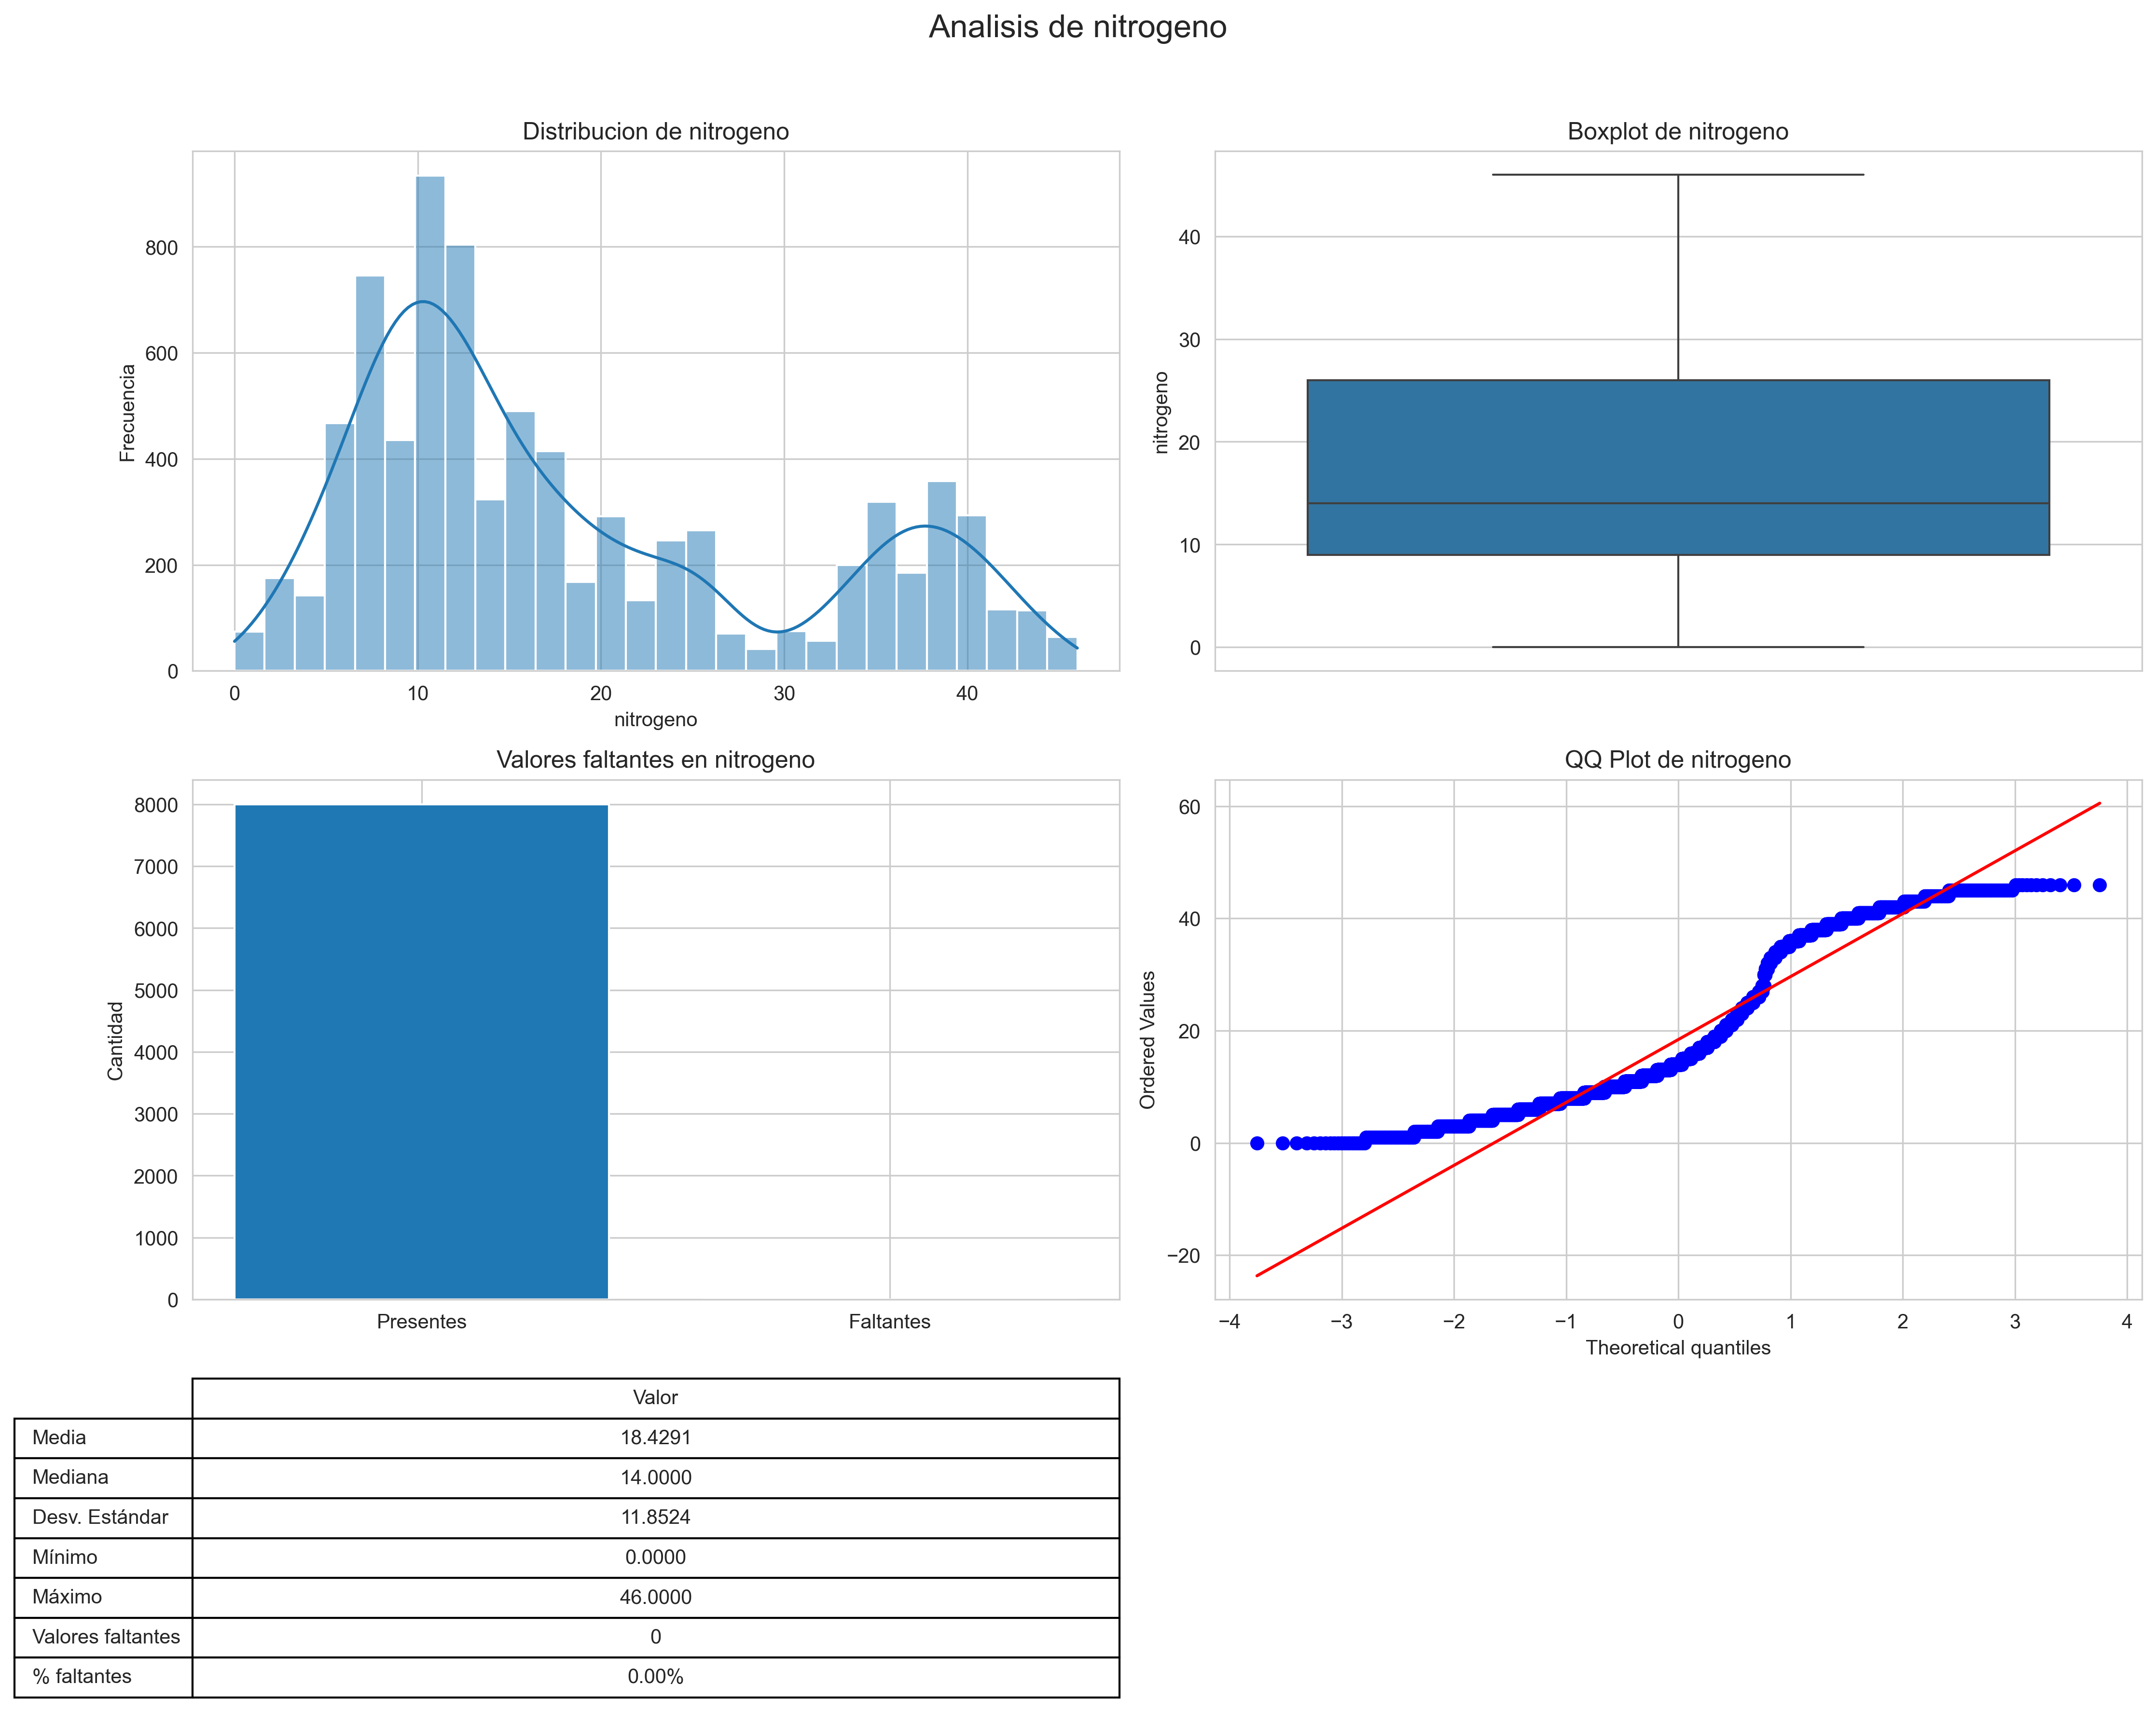 Analisis de nitrogeno
Distribucion de nitrogeno
Frecuencia
800
600
400
200
0
0 10 20 30 40
nitrogeno
Boxplot de nitrogeno
nitrogeno
40
30
20
10
0
Valores faltantes en nitrogeno
Cantidad
8000
7000
6000
5000
4000
3000
2000
1000
0
Presentes Faltantes
QQ Plot de nitrogeno
Ordered Values
60
40
20
0
−20
−4 −3 −2 −1 0 1 2 3 4
Theoretical quantiles
Valor
Media 18.4291
Mediana 14.0000
Desv. Estándar 11.8524
Mínimo 0.0000
Máximo 46.0000
Valores faltantes 0
% faltantes 0.00%